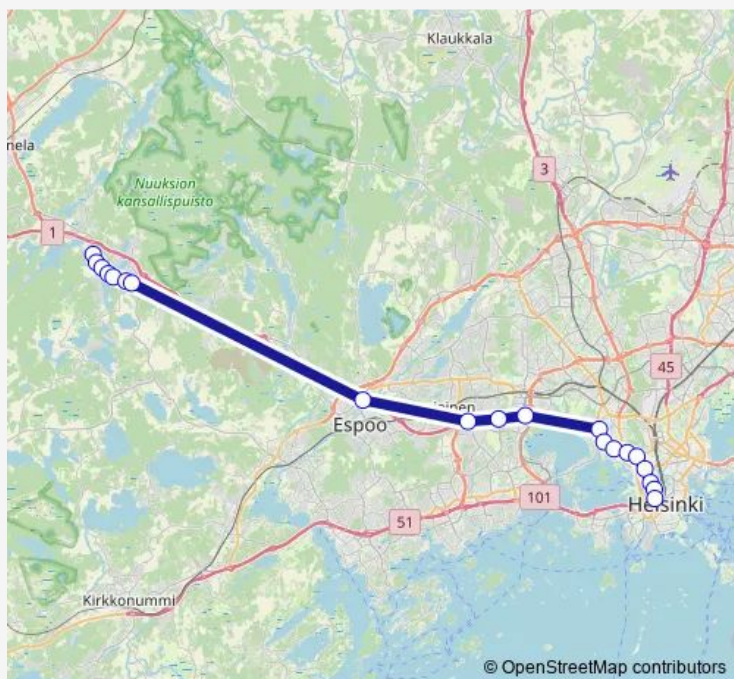 Klaukkala
nela
3
Nuuksion
kansallispuisto
1
45
Espoo
101
Helsinki
51
Kirkkonummi
© OpenStreetMap contributors